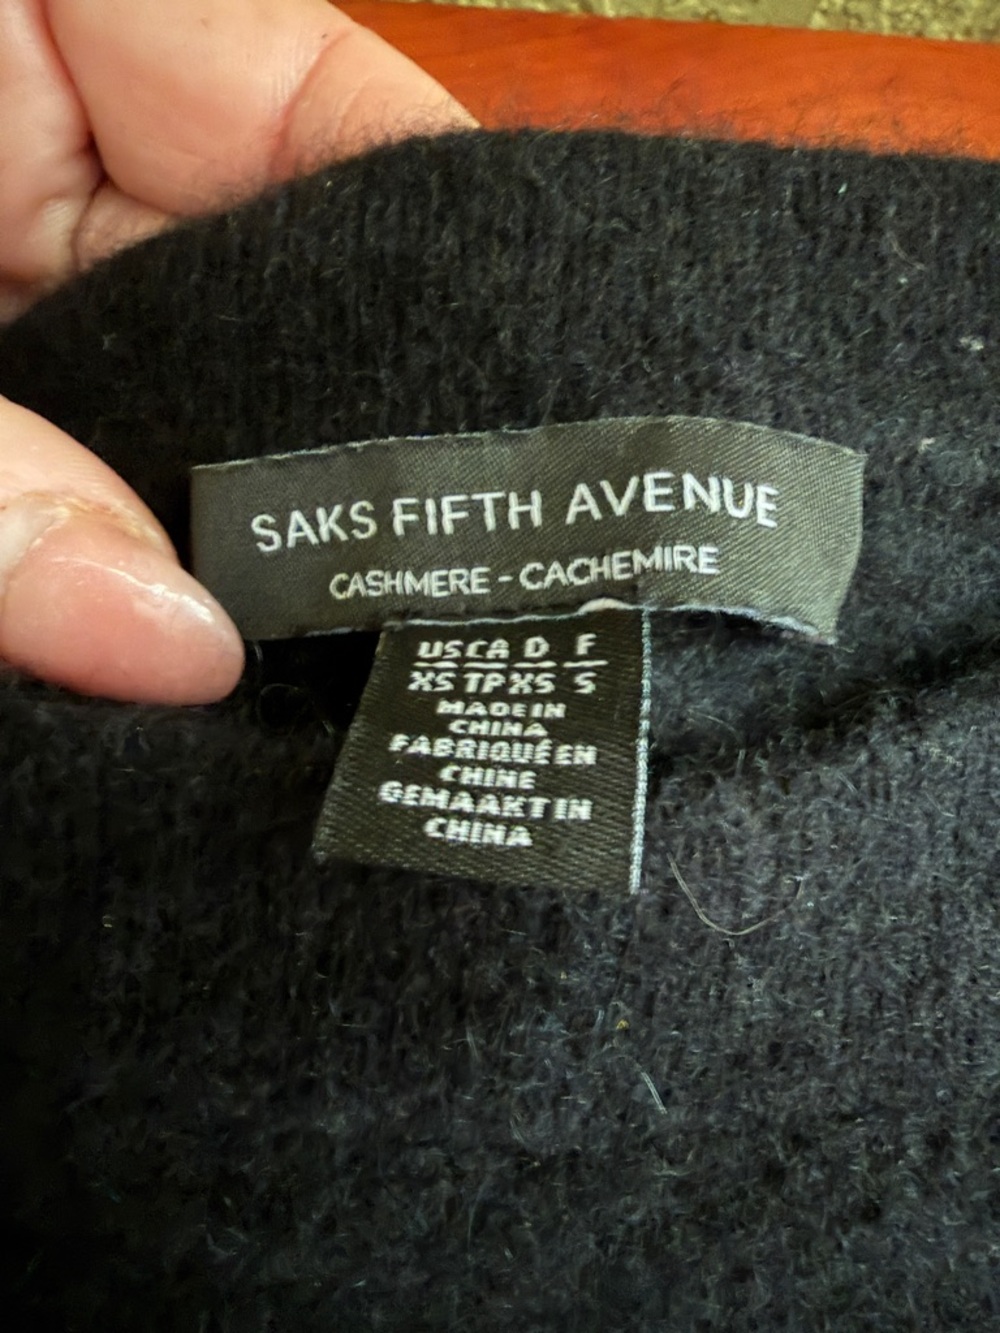 SAKS FIFTH AVENUE
CASHMERE - CACHEMIRE
US CA D F
XS TP XS S
MADE IN
CHINA
FABRIQUÉ EN
CHINE
GEMAAKT IN
CHINA